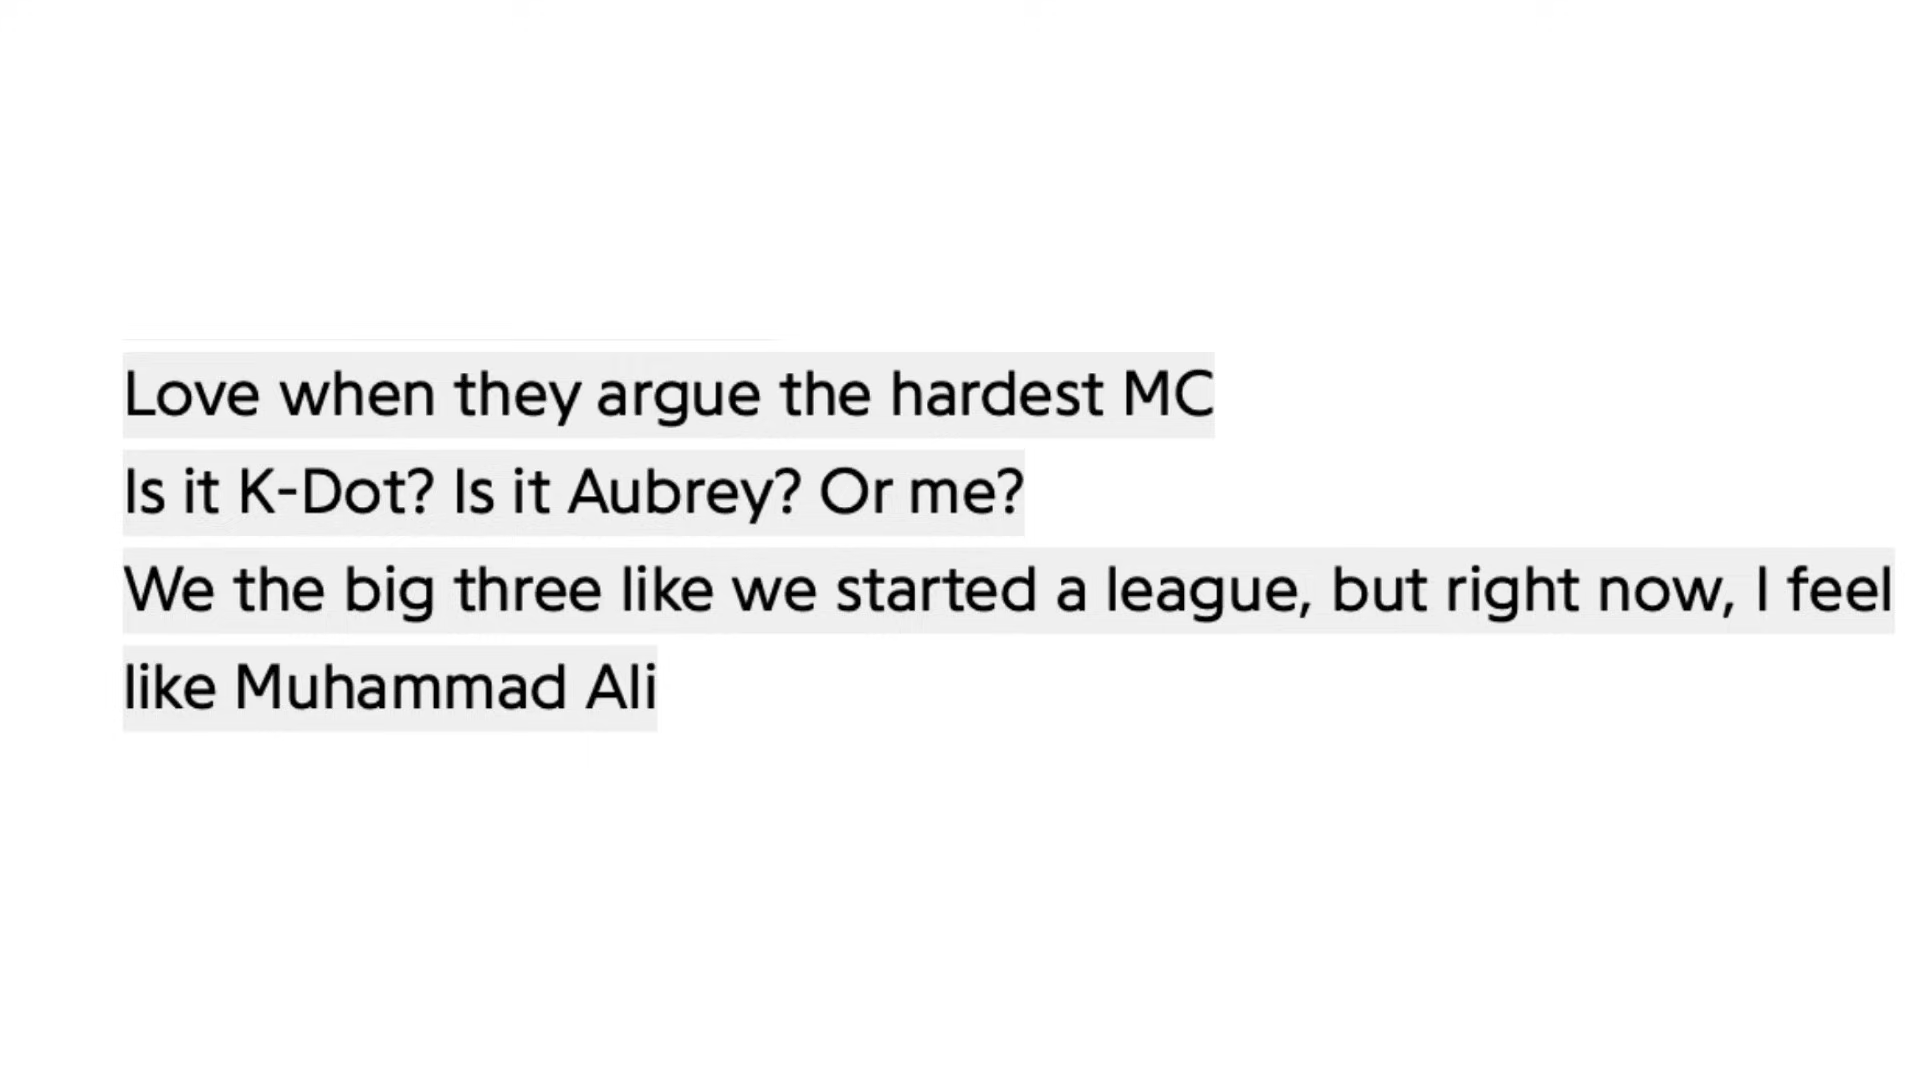 Love when they argue the hardest MC
Is it K-Dot? Is it Aubrey? Or me?
We the big three like we started a league, but right now, I feel
like Muhammad Ali